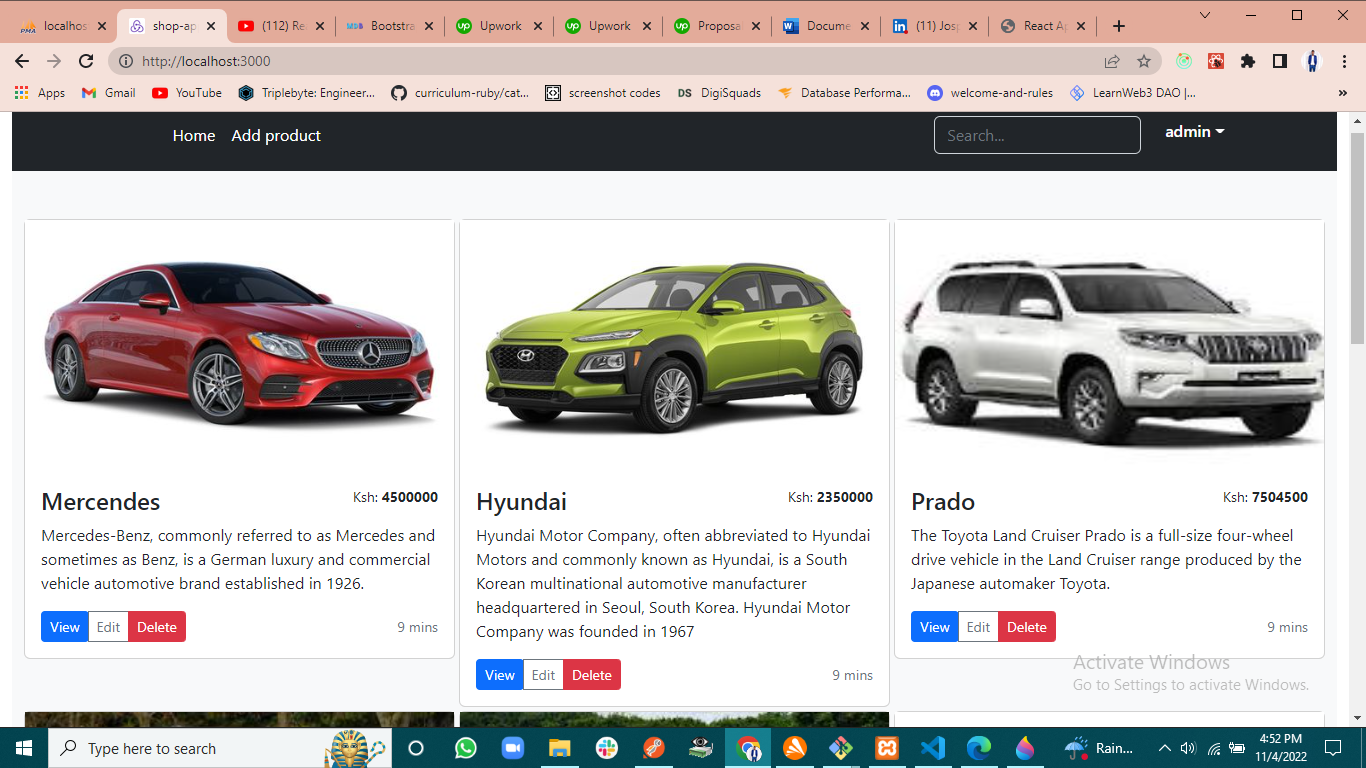 localhos
shop-ap
(112) Re
Bootstra
Upwork
Upwork
Proposa
Docume
(11) Josp
React Ap
http://localhost:3000
Apps
Gmail
YouTube
Triplebyte: Engineer...
curriculum-ruby/cat...
screenshot codes
DS DigiSquads
Database Performa...
welcome-and-rules
LearnWeb3 DAO |...
»
Home Add product
Search...
admin
Mercendes
Ksh: 4500000
Mercedes-Benz, commonly referred to as Mercedes and
sometimes as Benz, is a German luxury and commercial
vehicle automotive brand established in 1926.
View Edit Delete
9 mins
Hyundai
Ksh: 2350000
Hyundai Motor Company, often abbreviated to Hyundai
Motors and commonly known as Hyundai, is a South
Korean multinational automotive manufacturer
headquartered in Seoul, South Korea. Hyundai Motor
Company was founded in 1967
View Edit Delete
9 mins
Prado
Ksh: 7504500
The Toyota Land Cruiser Prado is a full-size four-wheel
drive vehicle in the Land Cruiser range produced by the
Japanese automaker Toyota.
View Edit Delete
9 mins
Activate Windows
Go to Settings to activate Windows.
Type here to search
Rain...
4:52 PM
11/4/2022